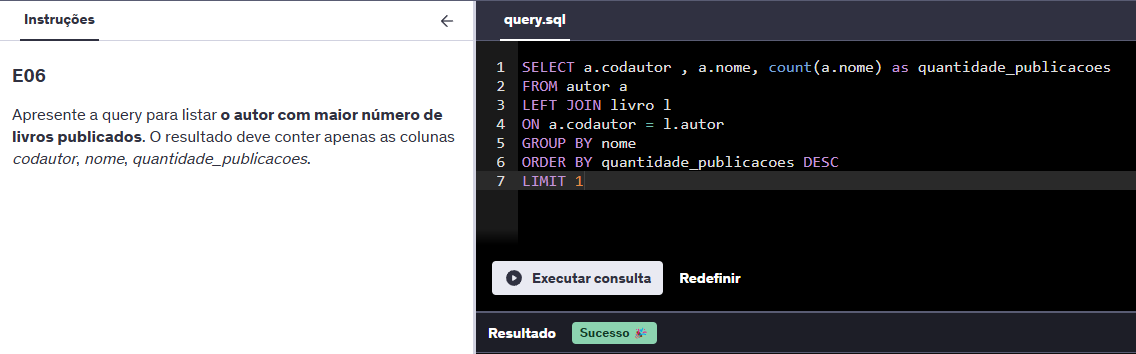 Instruções
E06
Apresente a query para listar o autor com maior número de
livros publicados. O resultado deve conter apenas as colunas
codautor, nome, quantidade_publicacoes.
query.sql
1 SELECT a.codautor , a.nome, count(a.nome) as quantidade_publicacoes
2 FROM autor a
3 LEFT JOIN livro l
4 ON a.codautor = l.autor
5 GROUP BY nome
6 ORDER BY quantidade_publicacoes DESC
7 LIMIT 1
Executar consulta Redefinir
Resultado Sucesso 🎉